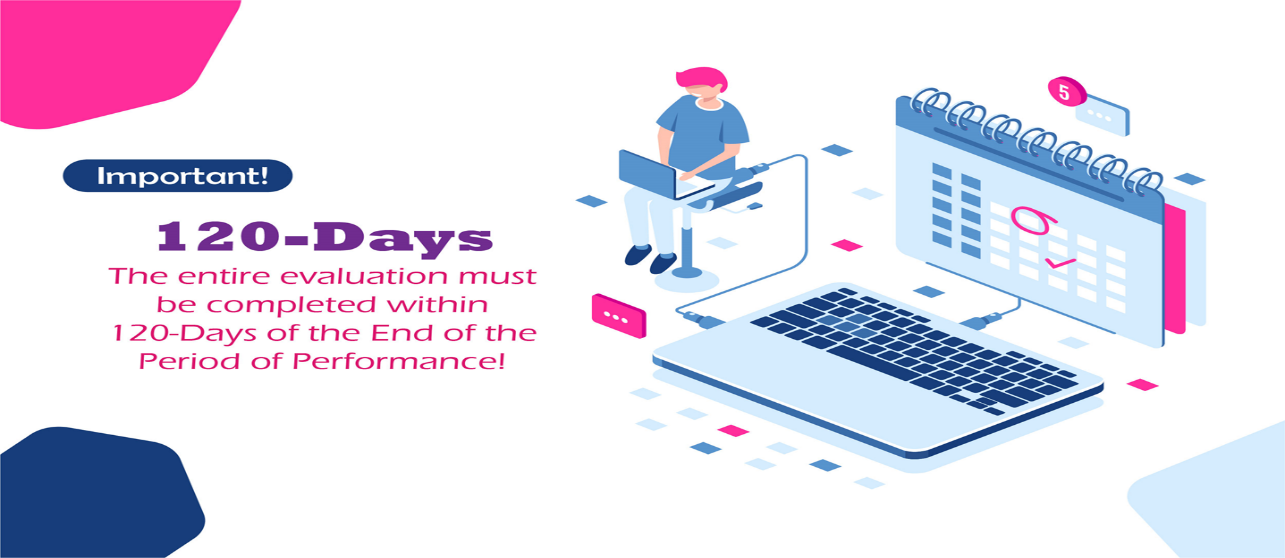 Important!
120-Days
The entire evaluation must
be completed within
120-Days of the End of the
Period of Performance!
5